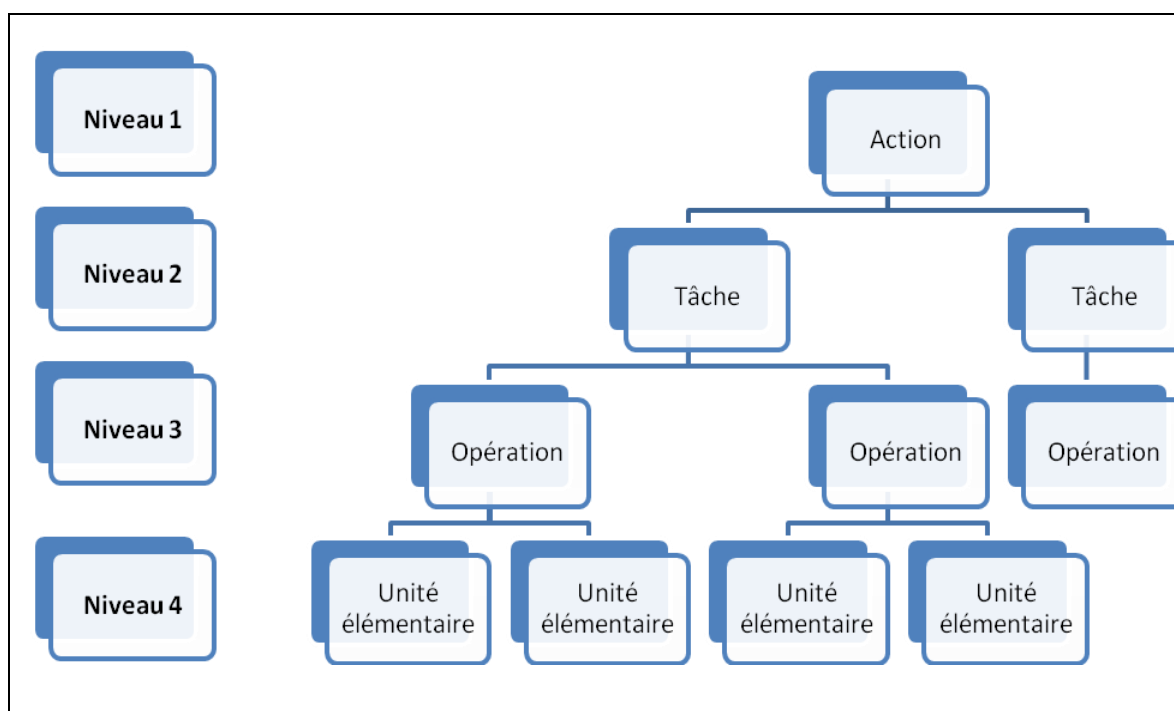 Niveau 1
Action
Niveau 2
Tâche
Tâche
Niveau 3
Opération
Opération
Opération
Niveau 4
Unité
élémentaire
Unité
élémentaire
Unité
élémentaire
Unité
élémentaire